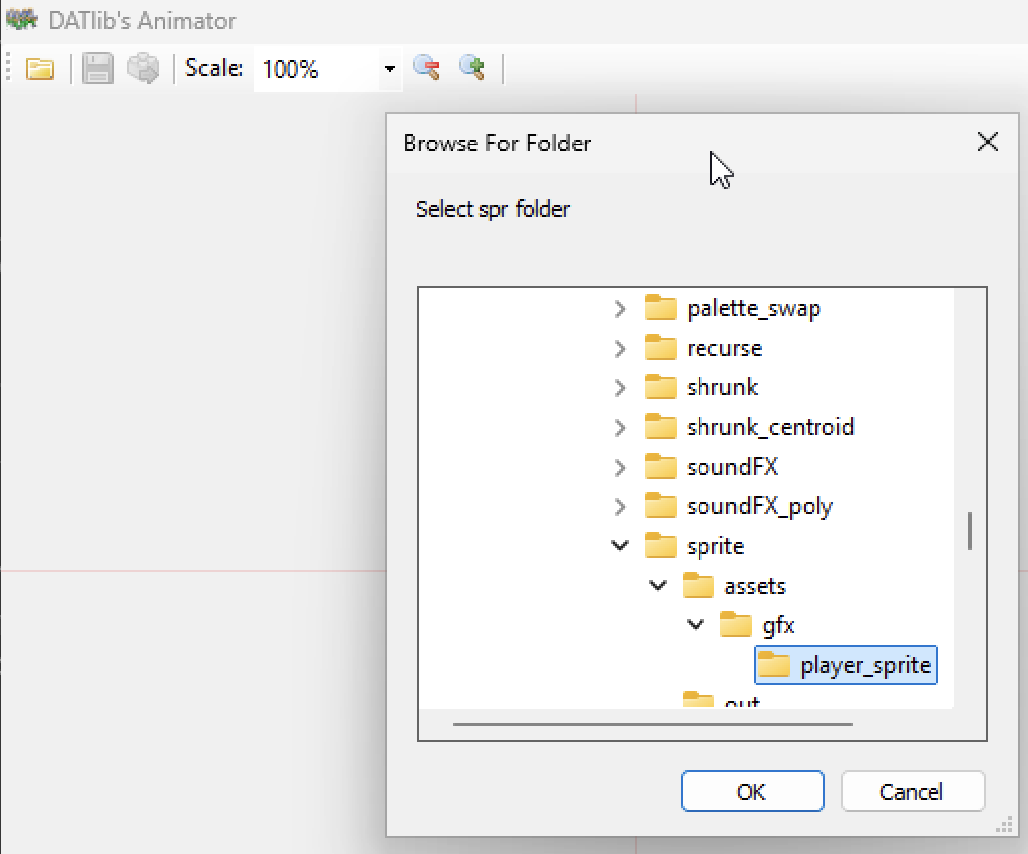 DATlib's Animator
Scale: 100%
Browse For Folder
Select spr folder
palette_swap
recurse
shrunk
shrunk_centroid
soundFX
soundFX_poly
sprite
assets
gfx
player_sprite
out
OK Cancel